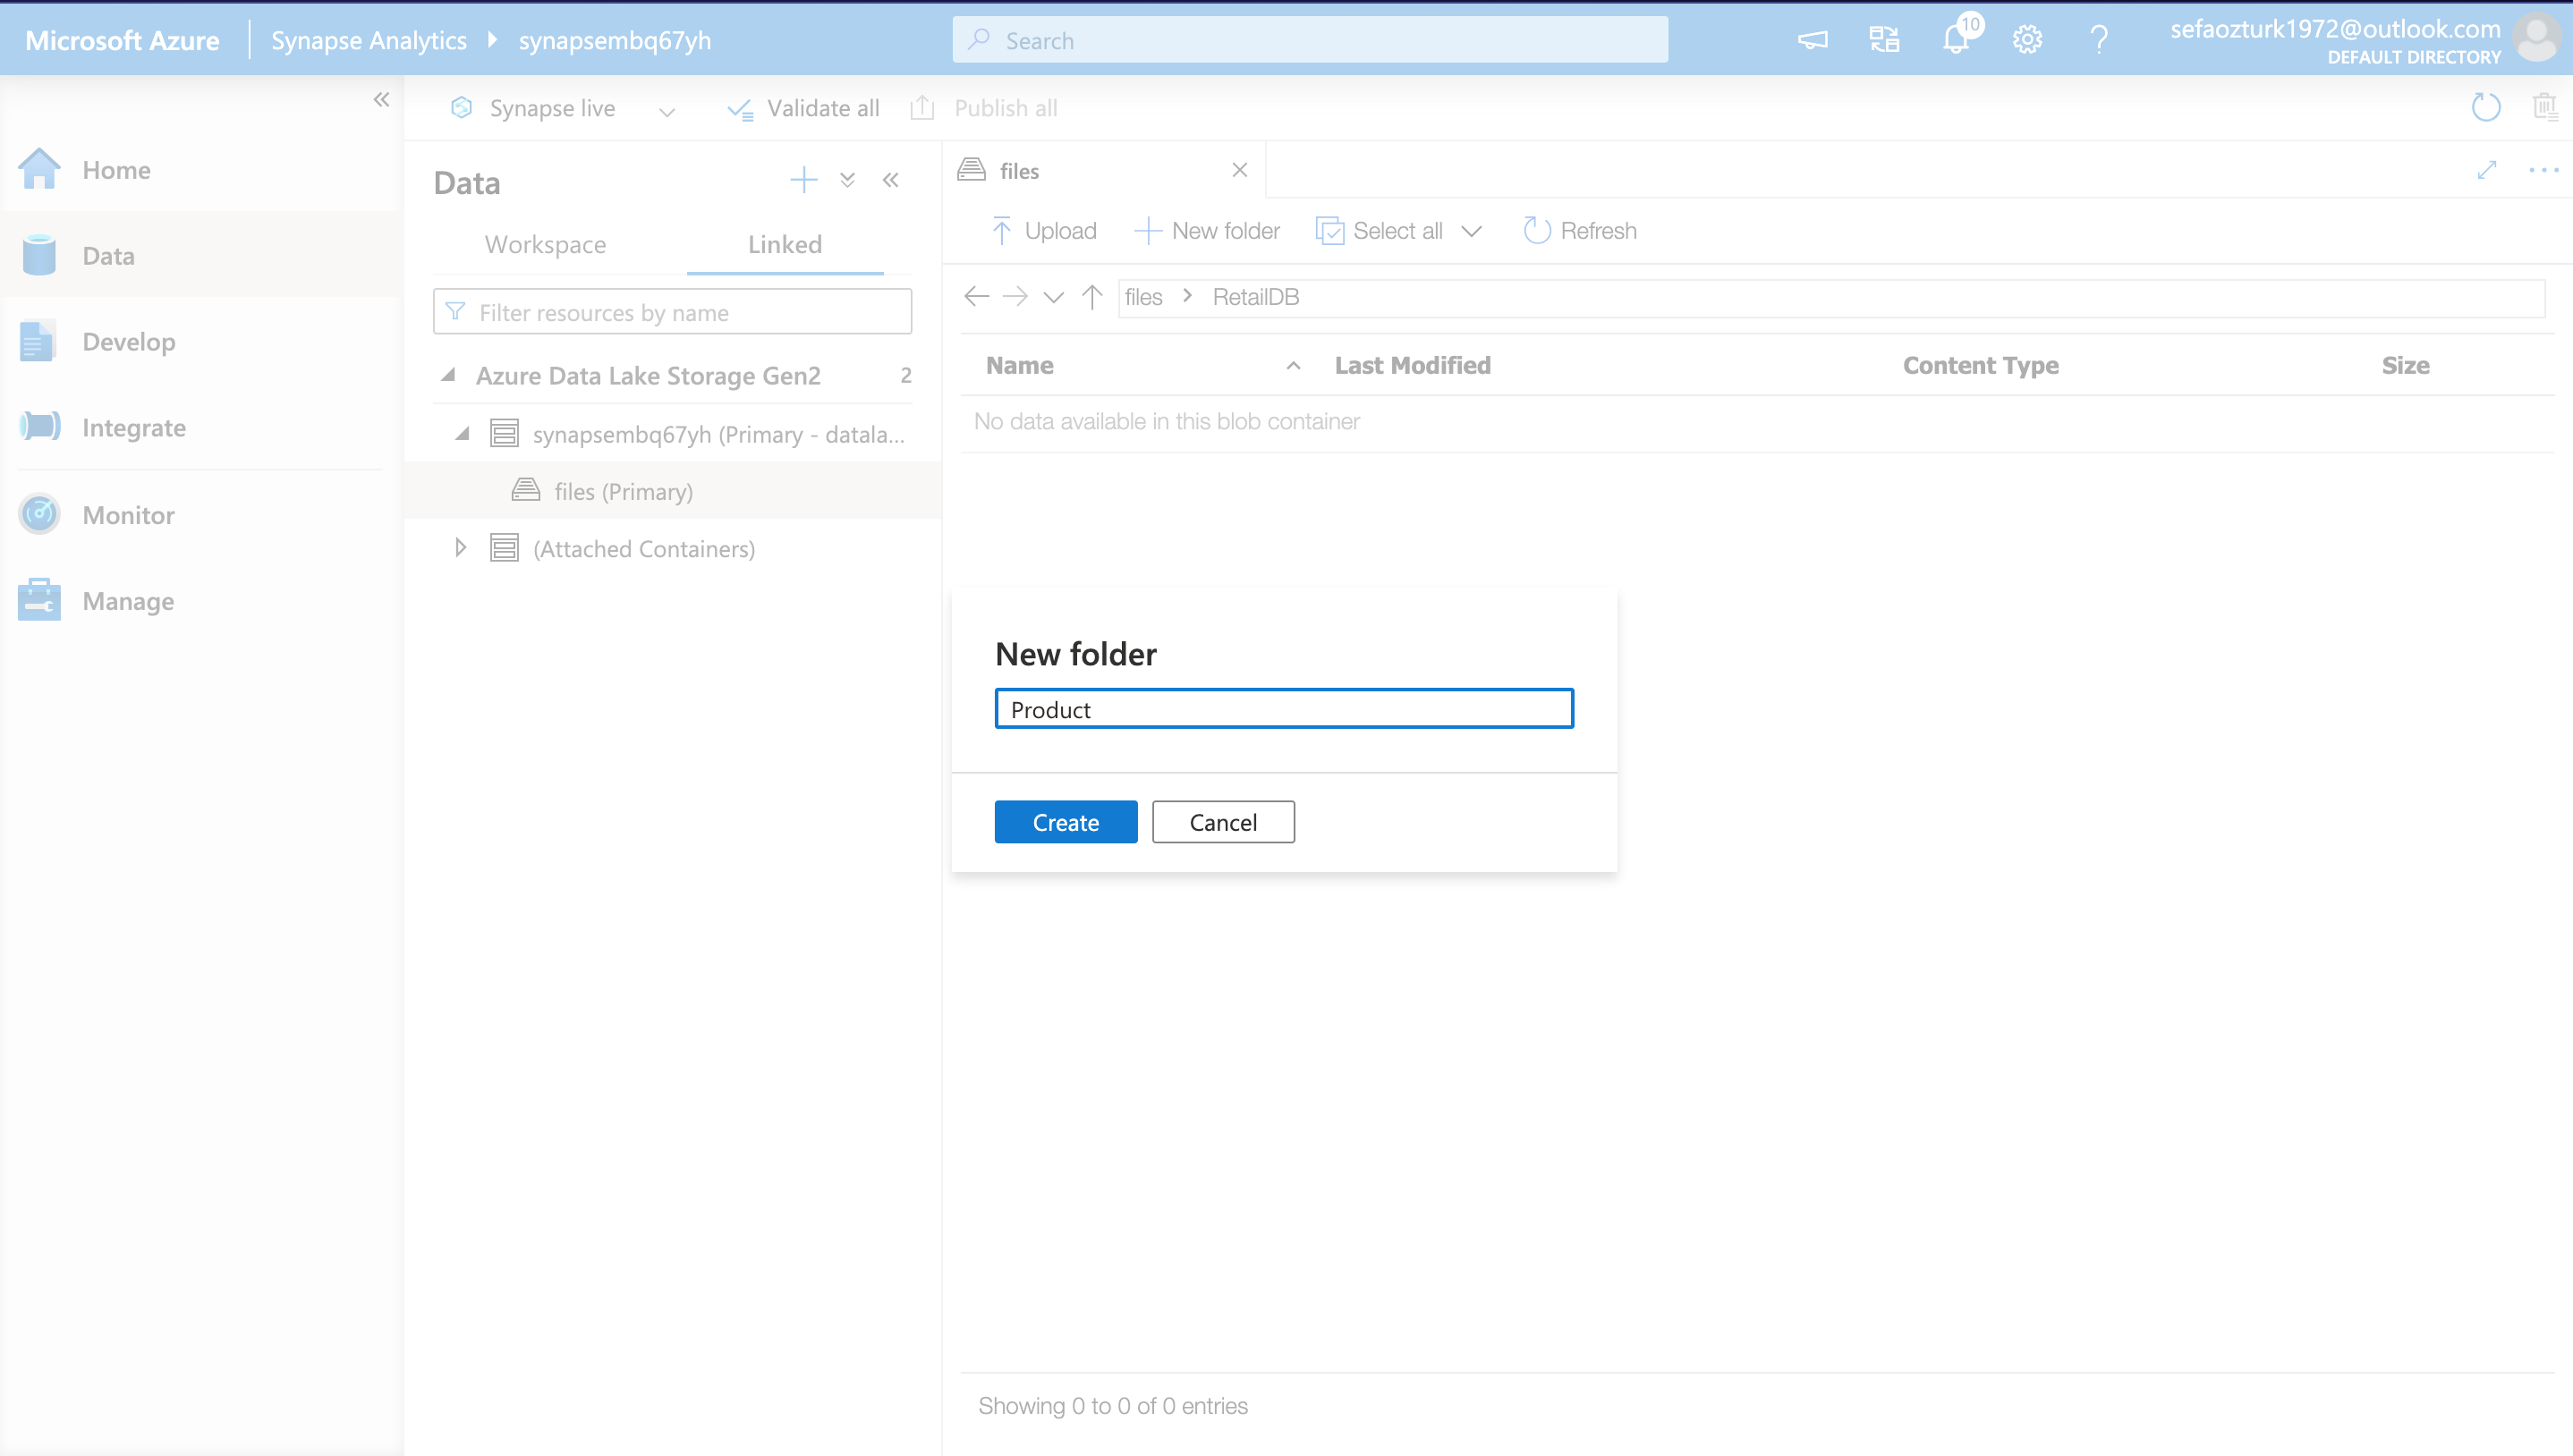 Microsoft Azure
Synapse Analytics
synapsembq67yh
Search
10
sefaozturk1972@outlook.com
DEFAULT DIRECTORY
Synapse live
Validate all
Publish all
Home
Data
Develop
Integrate
Monitor
Manage
Data
Workspace
Linked
Filter resources by name
Azure Data Lake Storage Gen2 2
synapsembq67yh (Primary - datala...
files (Primary)
(Attached Containers)
files
Upload
New folder
Select all
Refresh
files > RetailDB
Name
Last Modified
Content Type
Size
No data available in this blob container
New folder
Product
Create
Cancel
Showing 0 to 0 of 0 entries